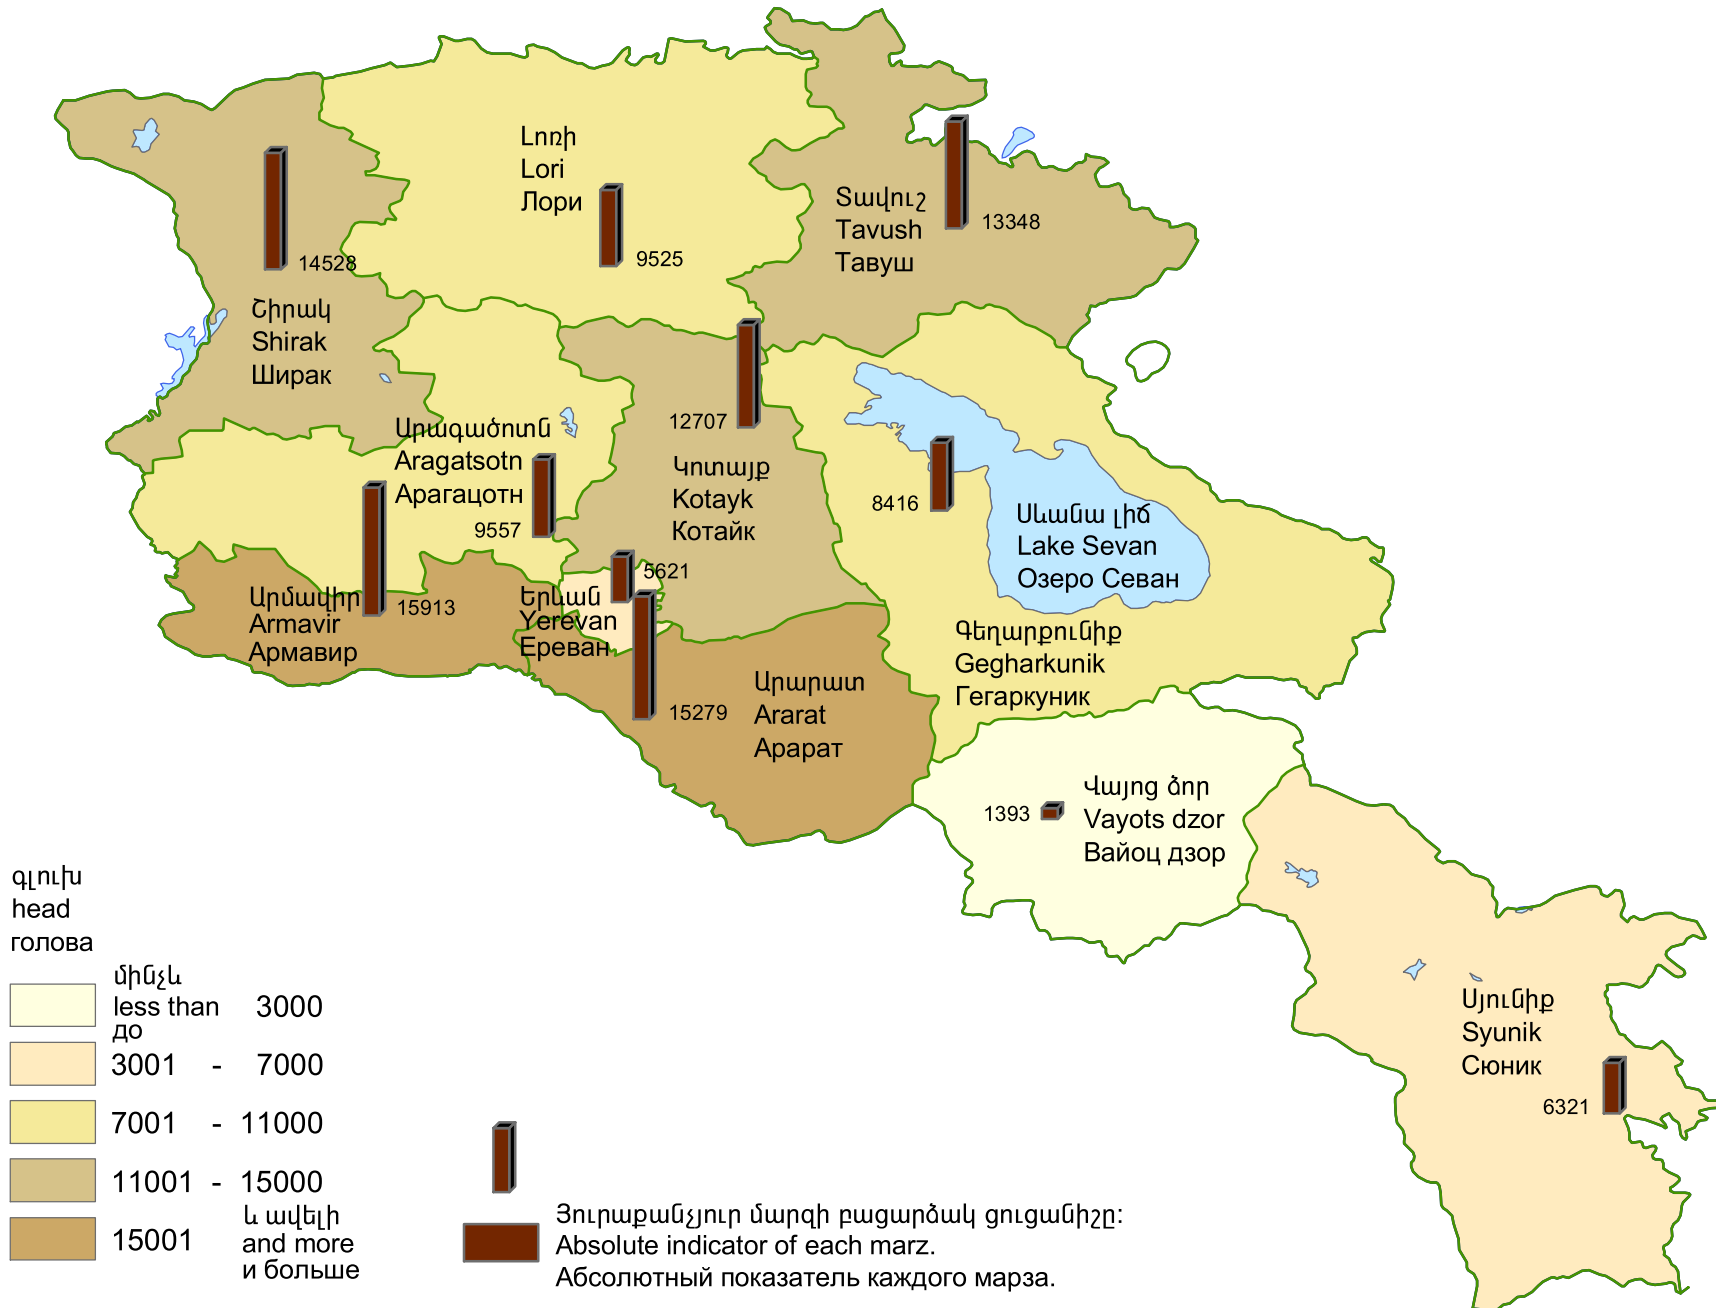 Լոռի
Lori
Лори
9525
Տավուշ
Tavush
Тавуш
13348
14528
Շիրակ
Shirak
Ширак
12707
Կոտայք
Kotayk
Котайк
Արագածոտն
Aragatsotn
Арагацотн
9557
8416
Սևանա լիճ
Lake Sevan
Озеро Севан
Արմավիր
Armavir
Армавир
15913
5621
Երևան
Yerevan
Ереван
15279
Արարատ
Ararat
Арарат
Գեղարքունիք
Gegharkunik
Гегаркуник
1393
Վայոց ձոր
Vayots dzor
Вайоц дзор
Սյունիք
Syunik
Сюник
6321
գլուխ
head
голова
մինչև
less than 3000
до
3001 - 7000
7001 - 11000
11001 - 15000
և ավելի
15001 and more
и больше
Յուրաքանչյուր մարզի բացարձակ ցուցանիշը:
Absolute indicator of each marz.
Абсолютный показатель каждого марза.